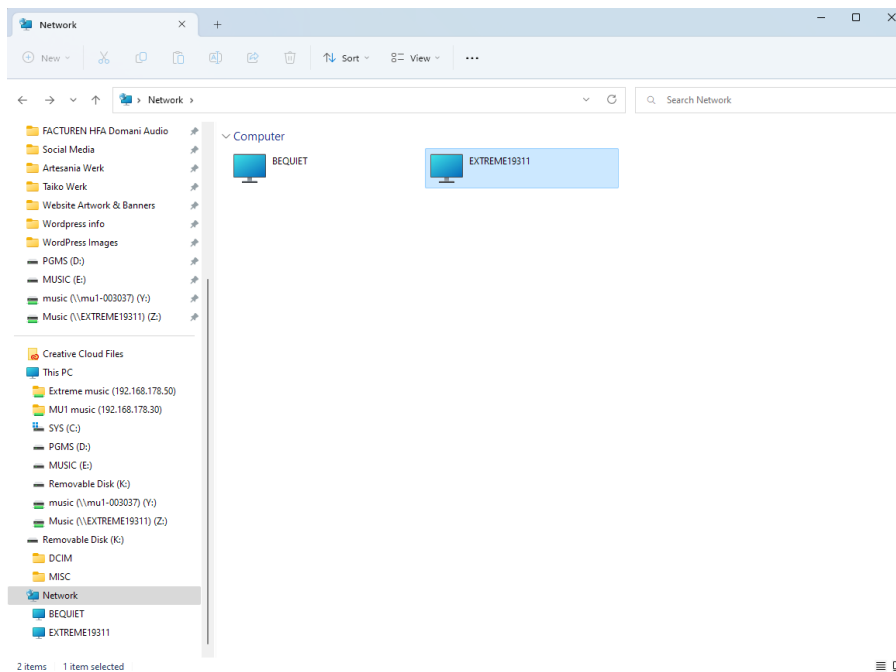 Network
New
Sort
View
Network
Search Network
FACTUREN HFA Domani Audio
Social Media
Artesania Werk
Taiko Werk
Website Artwork & Banners
Wordpress info
WordPress Images
PGMS (D:)
MUSIC (E:)
music (\\mu1-003037) (Y:)
Music (\\EXTREME19311) (Z:)
Creative Cloud Files
This PC
Extreme music (192.168.178.50)
MU1 music (192.168.178.30)
SYS (C:)
PGMS (D:)
MUSIC (E:)
Removable Disk (K:)
music (\\mu1-003037) (Y:)
Music (\\EXTREME19311) (Z:)
Removable Disk (K:)
DCIM
MISC
Network
BEQUIET
EXTREME19311
Computer
BEQUIET
EXTREME19311
2 items 1 item selected